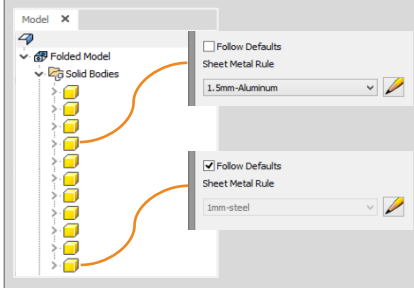 Model
Folded Model
Solid Bodies
Follow Defaults
Sheet Metal Rule
1.5mm-Aluminum
Follow Defaults
Sheet Metal Rule
1mm-steel